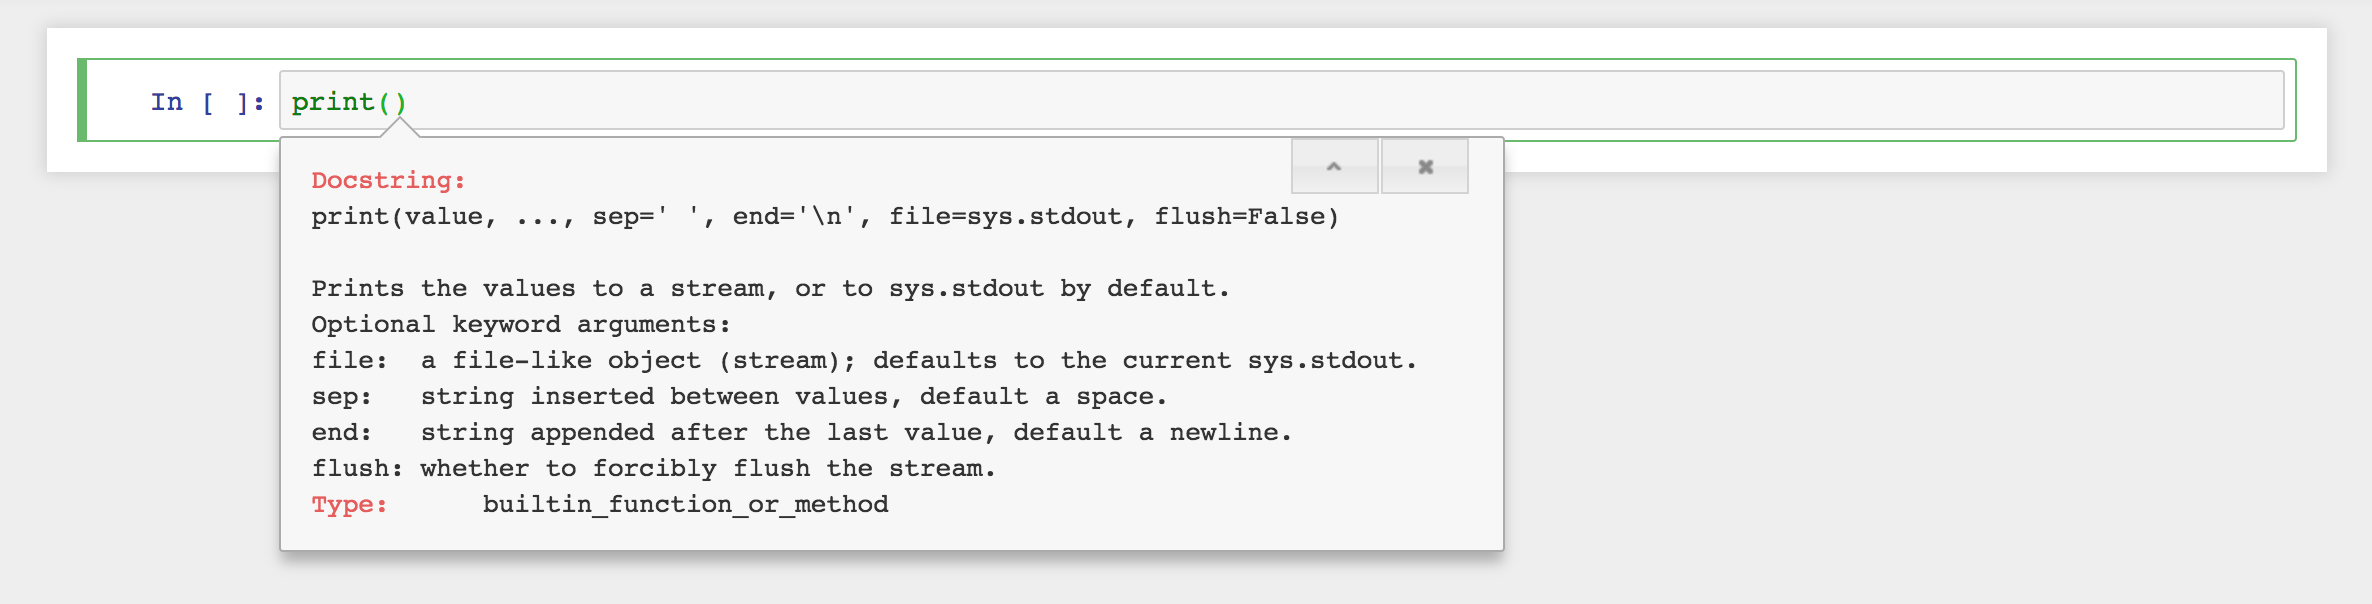 In [ ]: print()
Docstring:
print(value, ..., sep=' ', end='\n', file=sys.stdout, flush=False)
Prints the values to a stream, or to sys.stdout by default.
Optional keyword arguments:
file:  a file-like object (stream); defaults to the current sys.stdout.
sep:   string inserted between values, default a space.
end:   string appended after the last value, default a newline.
flush: whether to forcibly flush the stream.
Type:      builtin_function_or_method